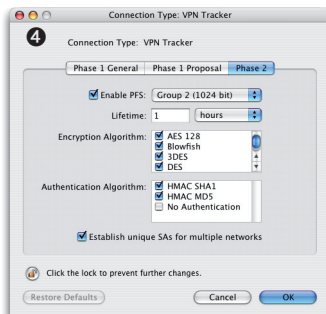 Connection Type: VPN Tracker
4
Connection Type: VPN Tracker
Phase 1 General Phase 1 Proposal Phase 2
Enable PFS: Group 2 (1024 bit)
Lifetime: 1 hours
Encryption Algorithm: AES 128
Blowfish
3DES
DES
Authentication Algorithm: HMAC SHA1
HMAC MD5
No Authentication
Establish unique SAs for multiple networks
Click the lock to prevent further changes.
Restore Defaults Cancel OK